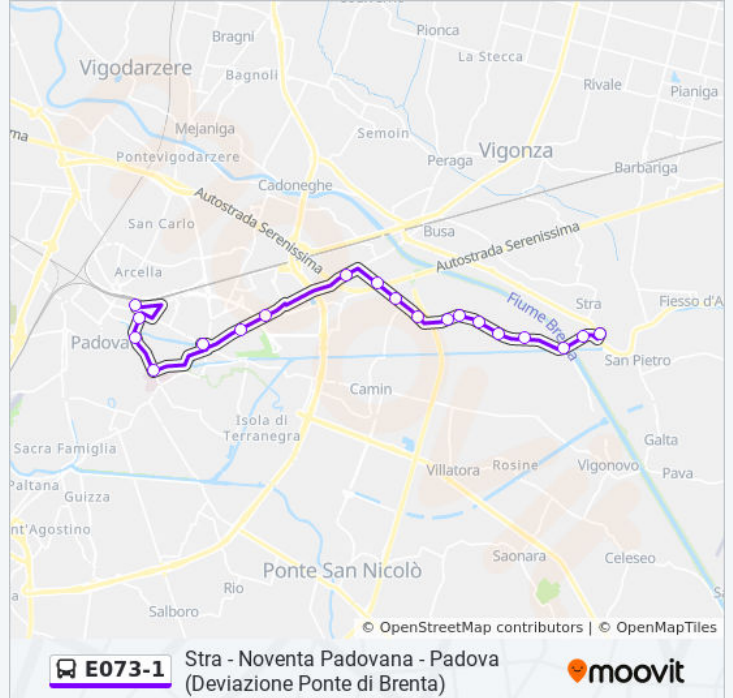 Pionca
Bragni
La Stecca
Vigodarzere
Bagnoli
Rivale
Pianiga
Mejaniga
Semoin
Vigonza
Pontevigodarzere
Peraga
Barbariga
Cadoneghe
Autostrada Serenissima
San Carlo
Busa
Autostrada Serenissima
Arcella
Fiume Brenta
Stra
Fiesso d'A
Padova
San Pietro
Camin
Isola di
Terranegra
Sacra Famiglia
Galta
Villatora
Rosine
Vigonovo
Pava
Paltana
Guizza
nt'Agostino
Saonara
Celeseo
Ponte San Nicolò
Rio
Salboro
© OpenStreetMap contributors | © OpenMapTiles
E073-1
Stra - Noventa Padovana - Padova
(Deviazione Ponte di Brenta)
moovit